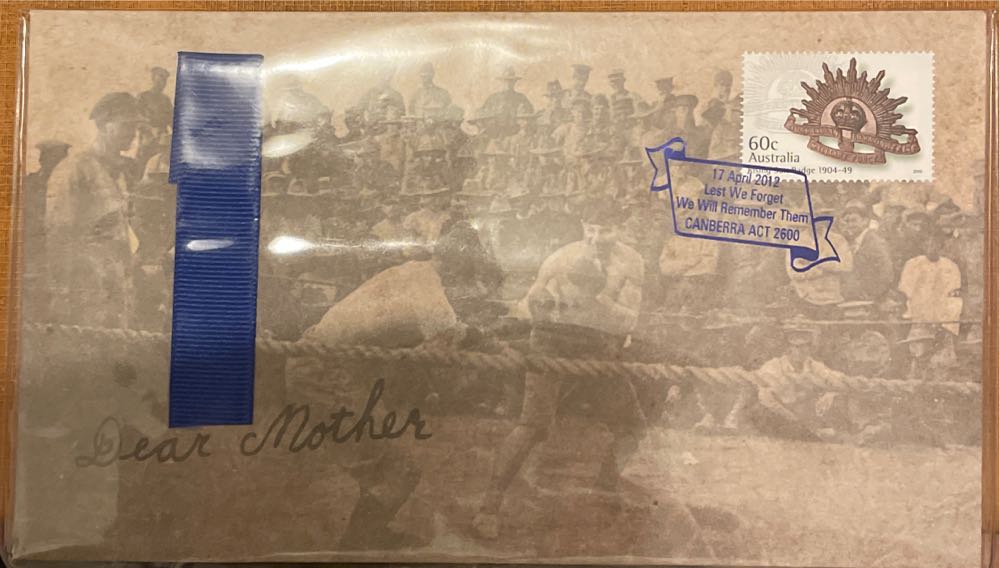 60c
Australia
Rising Sun Badge 1904-49
17 April 2012
Lest We Forget
We Will Remember Them
CANBERRA ACT 2600
Dear Mother